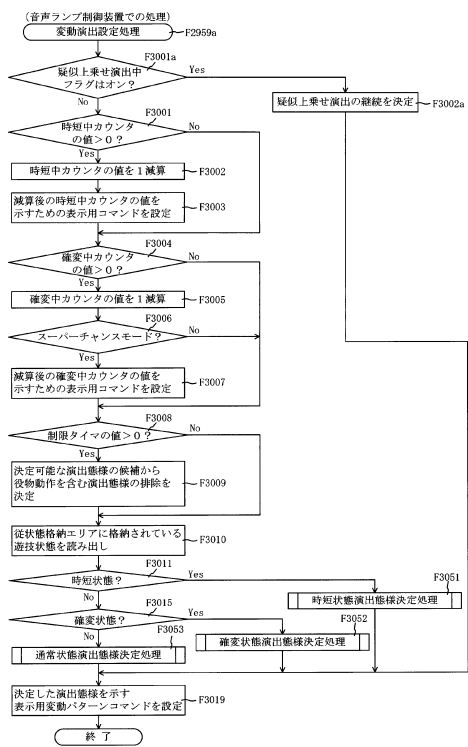 (音声ランプ制御装置での処理)
変動演出設定処理
F2959a
疑似上乗せ演出中
フラグはオン?
F3001a
Yes
No
疑似上乗せ演出の継続を決定
F3002a
時短中カウンタ
の値>0?
F3001
No
Yes
時短中カウンタの値を1減算
F3002
減算後の時短中カウンタの値を
示すための表示用コマンドを設定
F3003
確変中カウンタ
の値>0?
F3004
No
Yes
確変中カウンタの値を1減算
F3005
スーパーチャンスモード?
F3006
No
Yes
減算後の確変中カウンタの値を
示すための表示用コマンドを設定
F3007
制限タイマの値>0?
F3008
No
Yes
決定可能な演出態様の候補から
役物動作を含む演出態様の排除を
決定
F3009
従状態格納エリアに格納されている
遊技状態を読み出し
F3010
時短状態?
F3011
Yes
No
時短状態演出態様決定処理
F3051
確変状態?
F3015
Yes
No
確変状態演出態様決定処理
F3052
通常状態演出態様決定処理
F3053
決定した演出態様を示す
表示用変動パターンコマンドを設定
F3019
終了